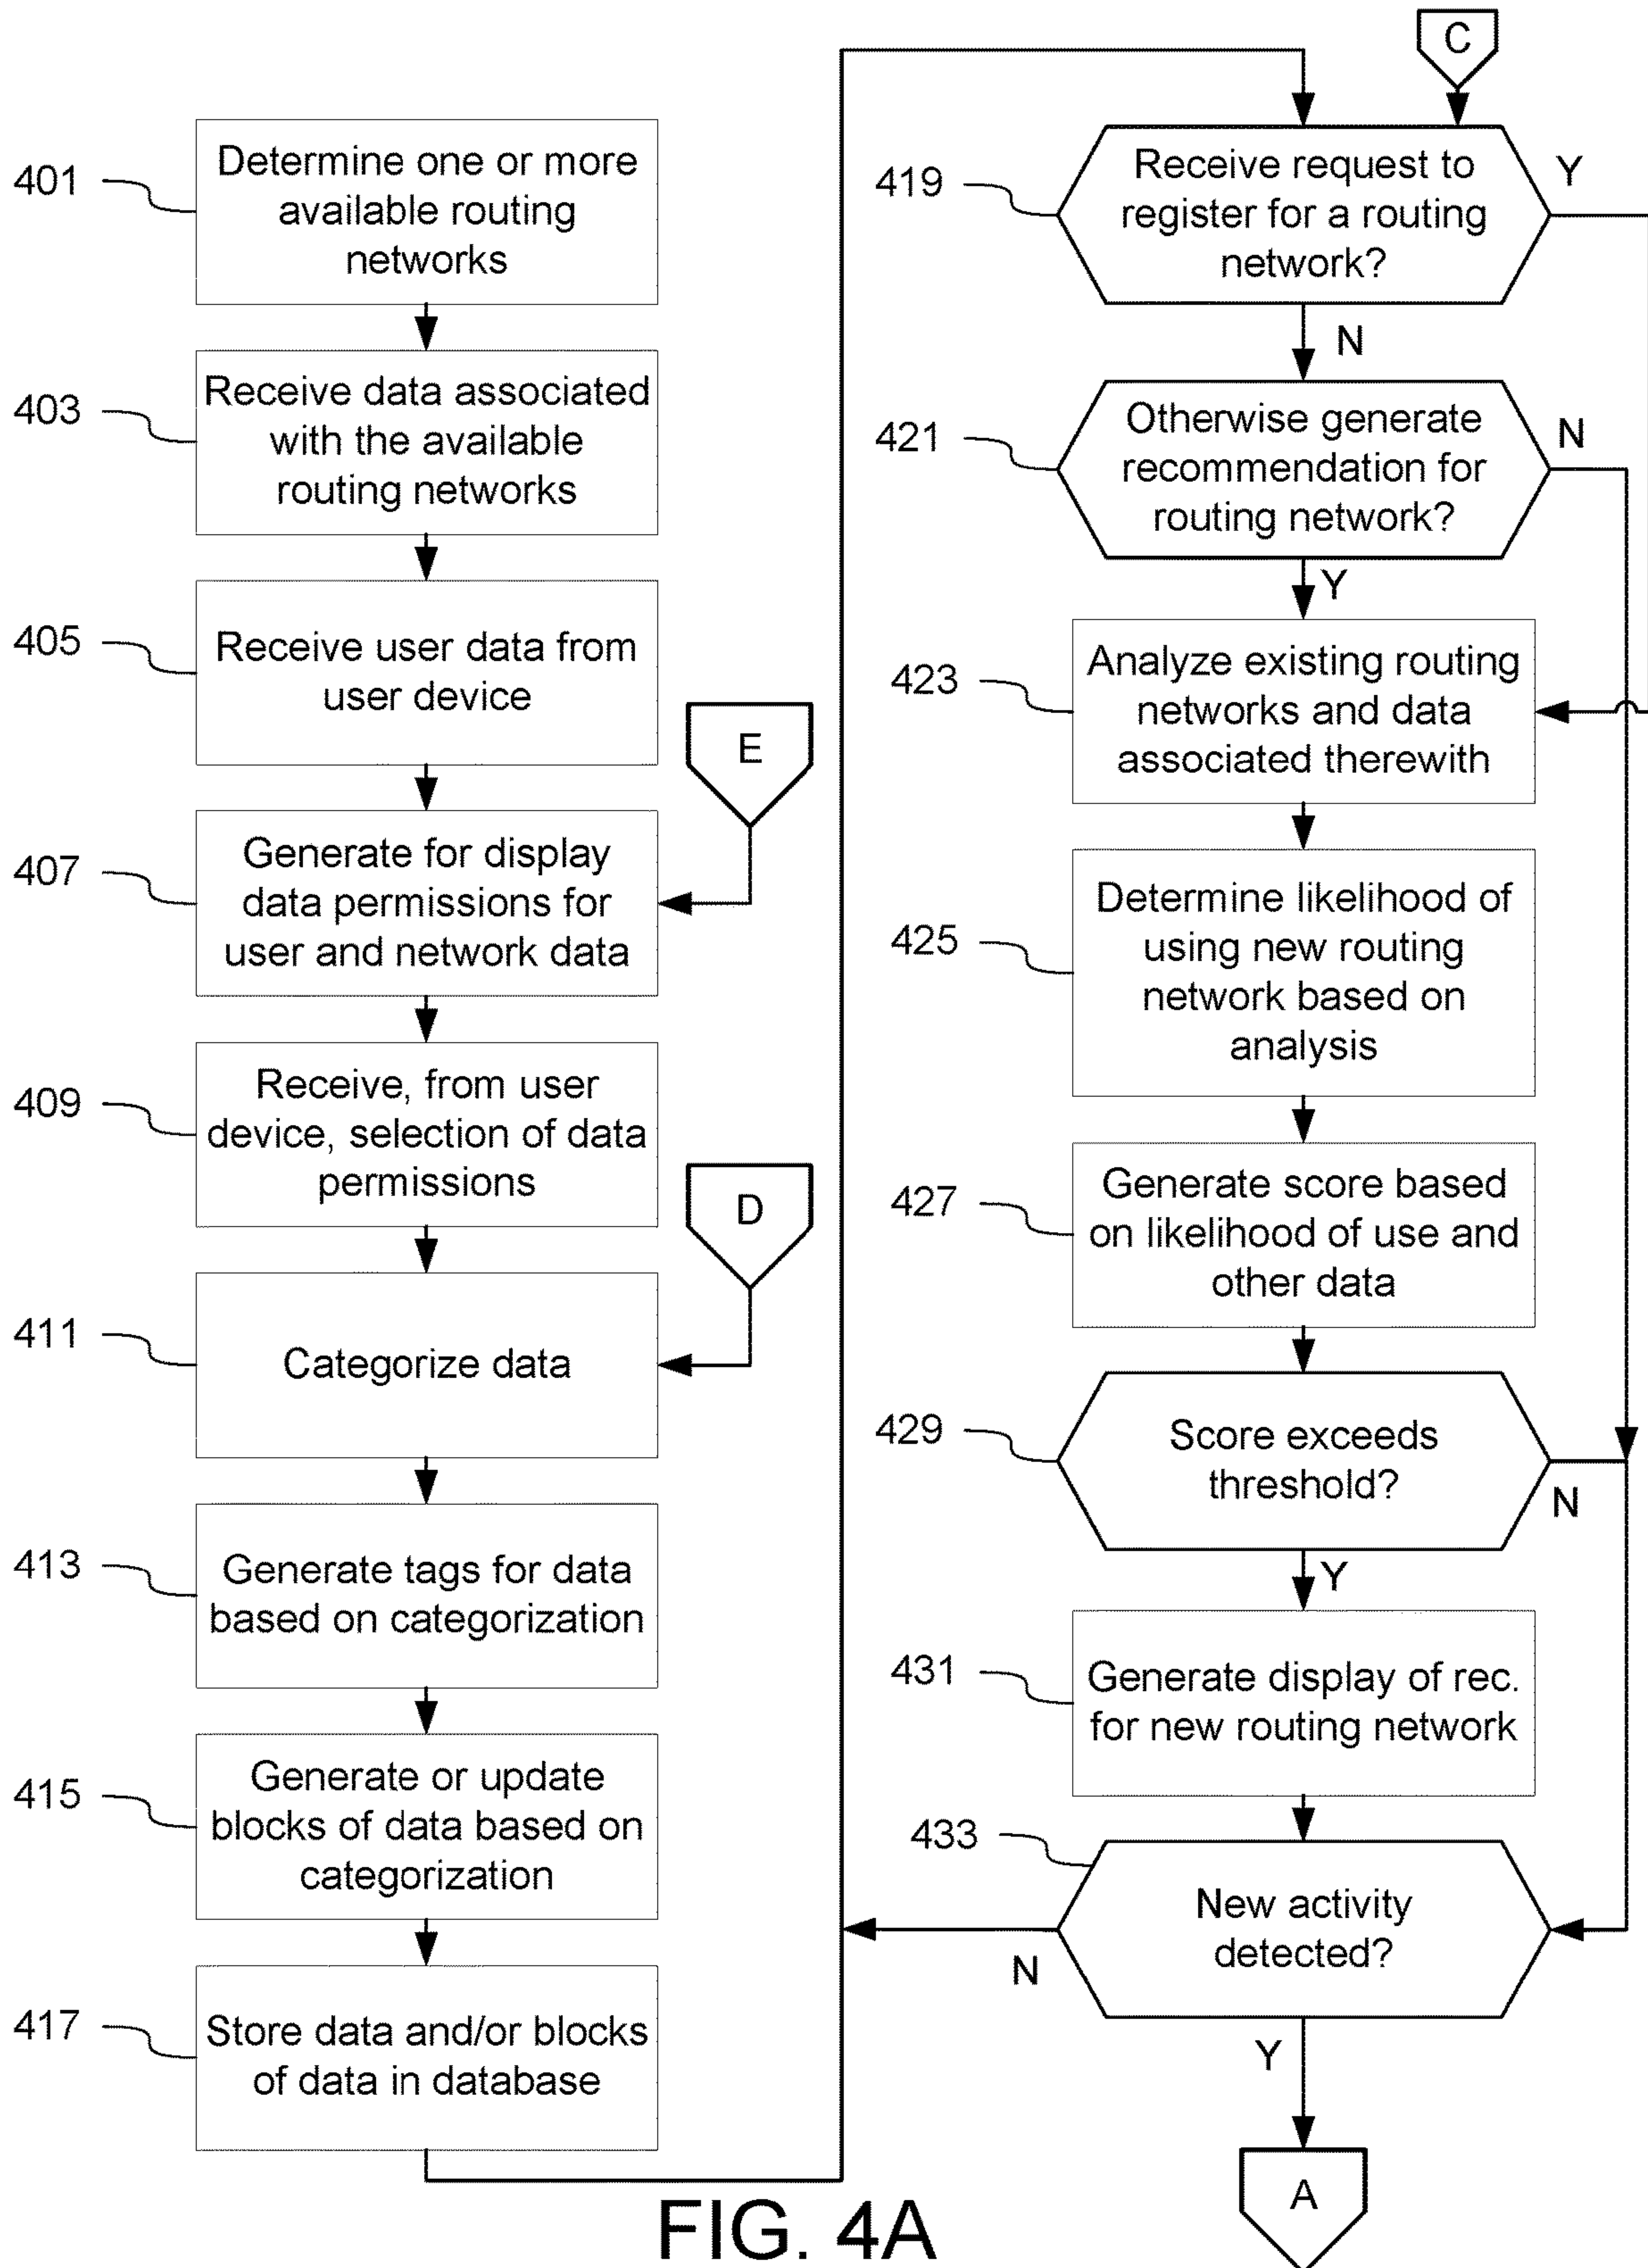 401
Determine one or more
available routing
networks
403
Receive data associated
with the available
routing networks
405
Receive user data from
user device
E
407
Generate for display
data permissions for
user and network data
409
Receive, from user
device, selection of data
permissions
D
411
Categorize data
413
Generate tags for data
based on categorization
415
Generate or update
blocks of data based on
categorization
417
Store data and/or blocks
of data in database
C
419
Receive request to
register for a routing
network?
Y
N
421
Otherwise generate
recommendation for
routing network?
N
Y
423
Analyze existing routing
networks and data
associated therewith
425
Determine likelihood of
using new routing
network based on
analysis
427
Generate score based
on likelihood of use and
other data
429
Score exceeds
threshold?
N
Y
431
Generate display of rec.
for new routing network
433
New activity
detected?
N
Y
A
FIG. 4A